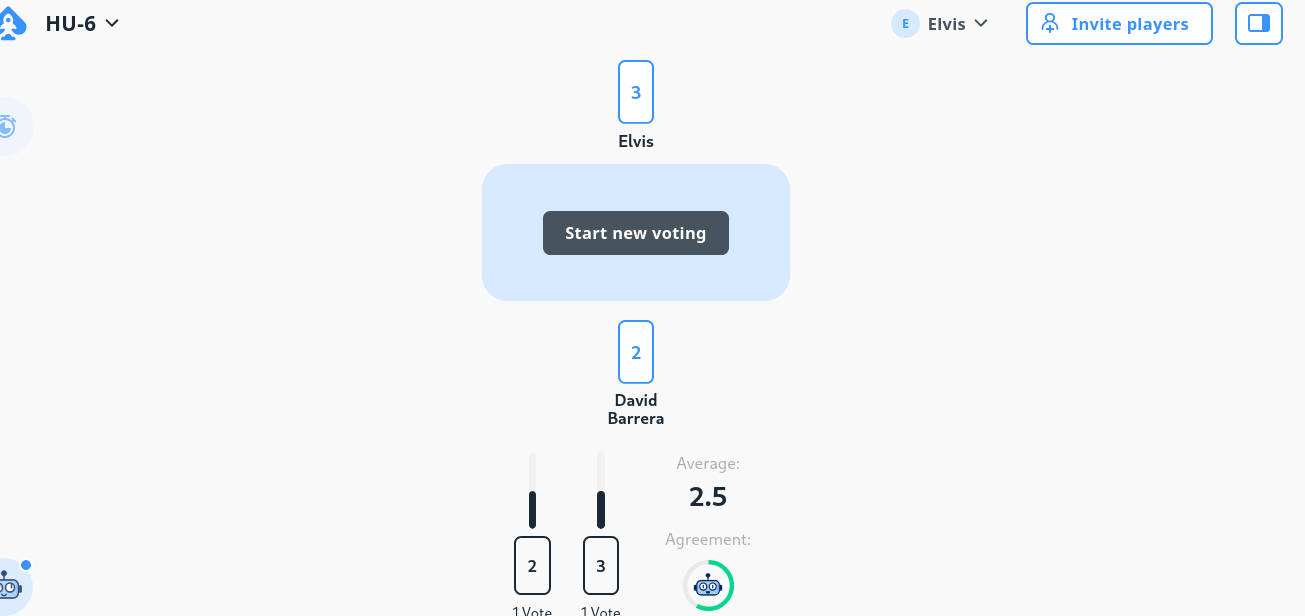 HU-6
E Elvis
Invite players
3
Elvis
Start new voting
2
David
Barrera
Average:
2.5
Agreement:
2 3
1 Vote 1 Vote